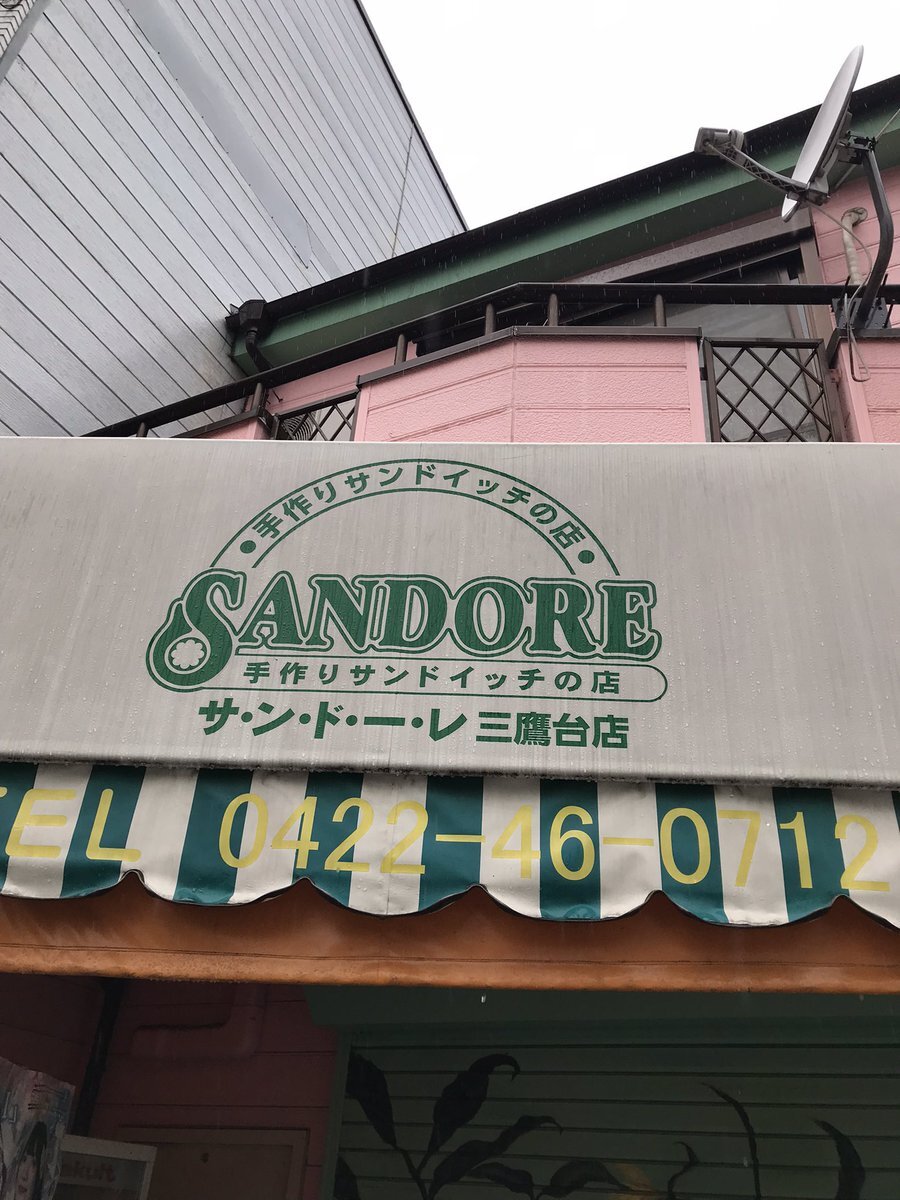 ・手作りサンドイッチの店・
SANDORE
手作りサンドイッチの店
サ・ン・ド・ー・レ 三鷹台店
TEL 0422-46-0712